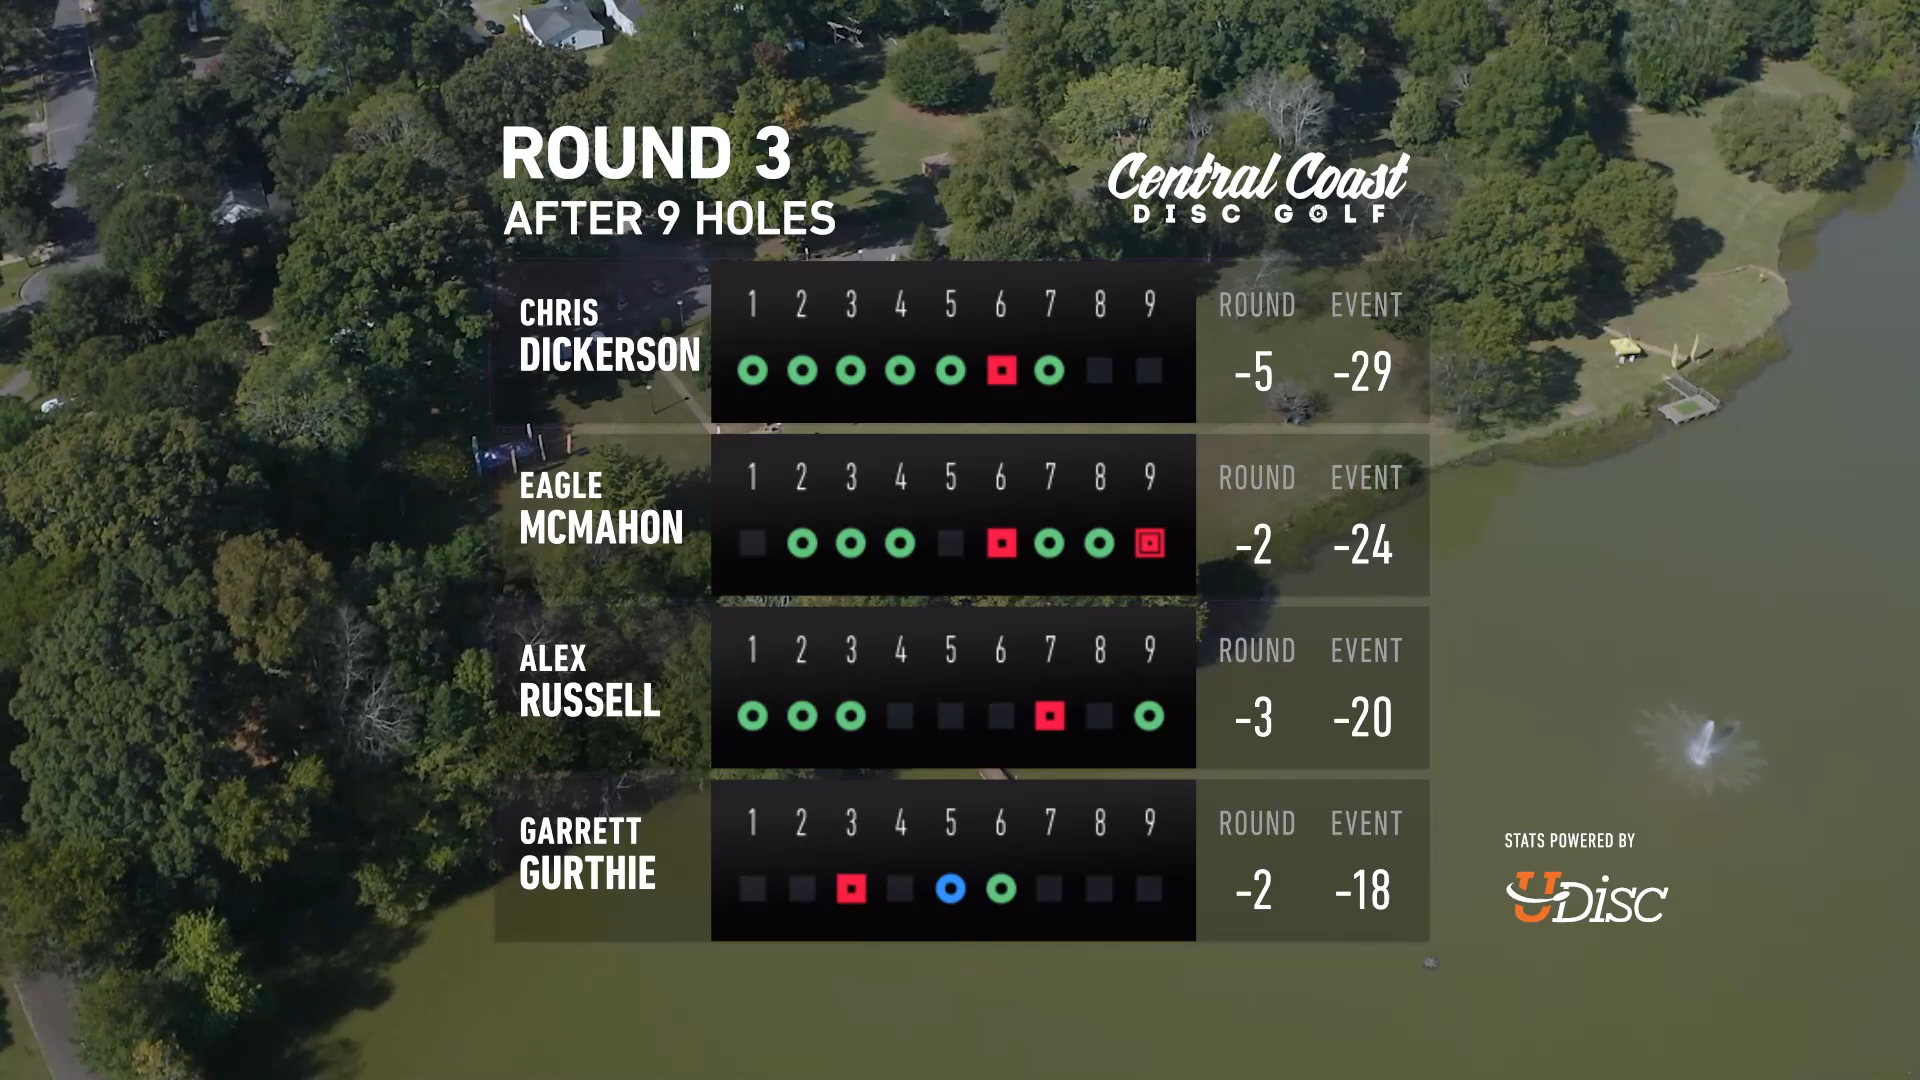 ROUND 3
AFTER 9 HOLES
Central Coast
DISC GOLF
CHRIS
DICKERSON
1 2 3 4 5 6 7 8 9
ROUND EVENT
-5 -29
EAGLE
MCMAHON
1 2 3 4 5 6 7 8 9
ROUND EVENT
-2 -24
ALEX
RUSSELL
1 2 3 4 5 6 7 8 9
ROUND EVENT
-3 -20
GARRETT
GURTHIE
1 2 3 4 5 6 7 8 9
ROUND EVENT
-2 -18
STATS POWERED BY
UDisc